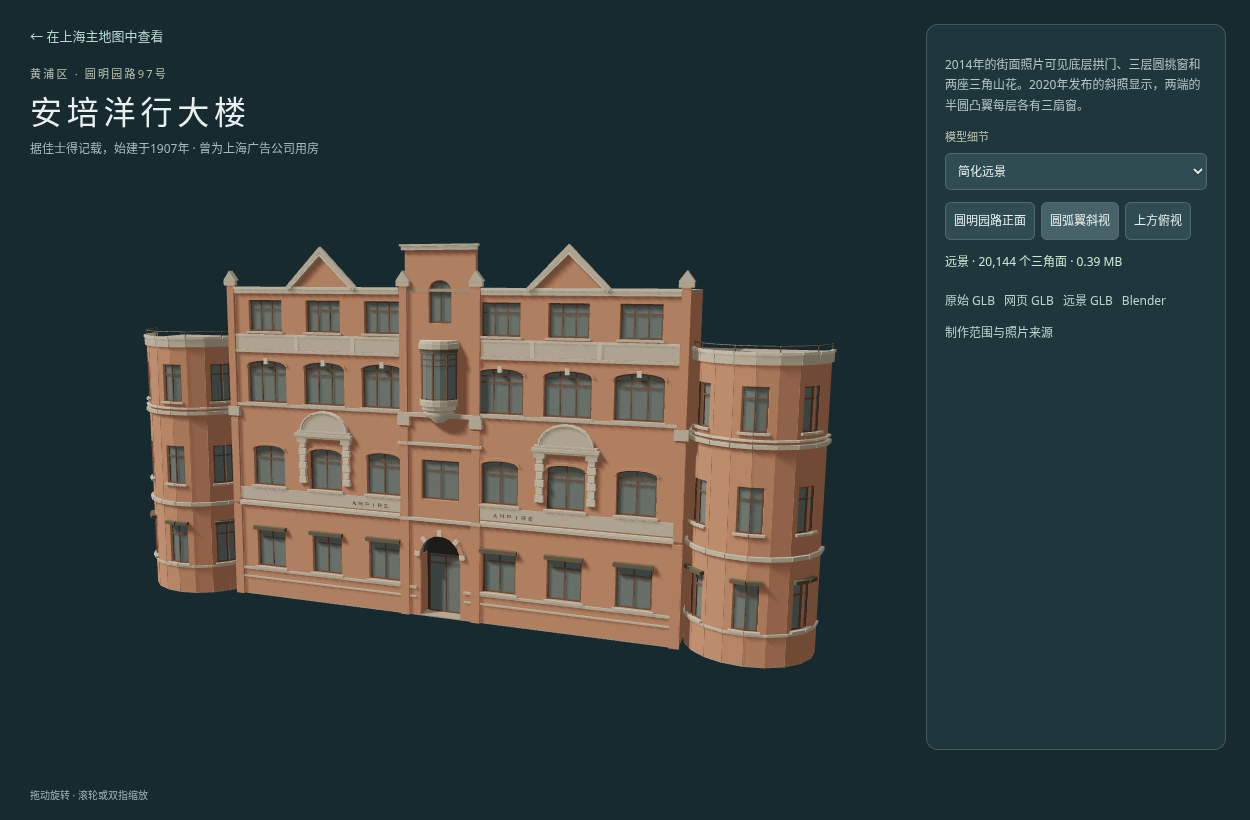 ← 在上海主地图中查看
黄浦区 · 圆明园路97号
安培洋行大楼
据佳士得记载，始建于1907年 · 曾为上海广告公司用房
AMPIRE
AMPIRE
拖动旋转 · 滚轮或双指缩放
2014年的街面照片可见底层拱门、三层圆挑窗和
两座三角山花。2020年发布的斜照显示，两端的
半圆凸翼每层各有三扇窗。
模型细节
简化远景
圆明园路正面 圆弧翼斜视 上方俯视
远景 · 20,144 个三角面 · 0.39 MB
原始 GLB 网页 GLB 远景 GLB Blender
制作范围与照片来源